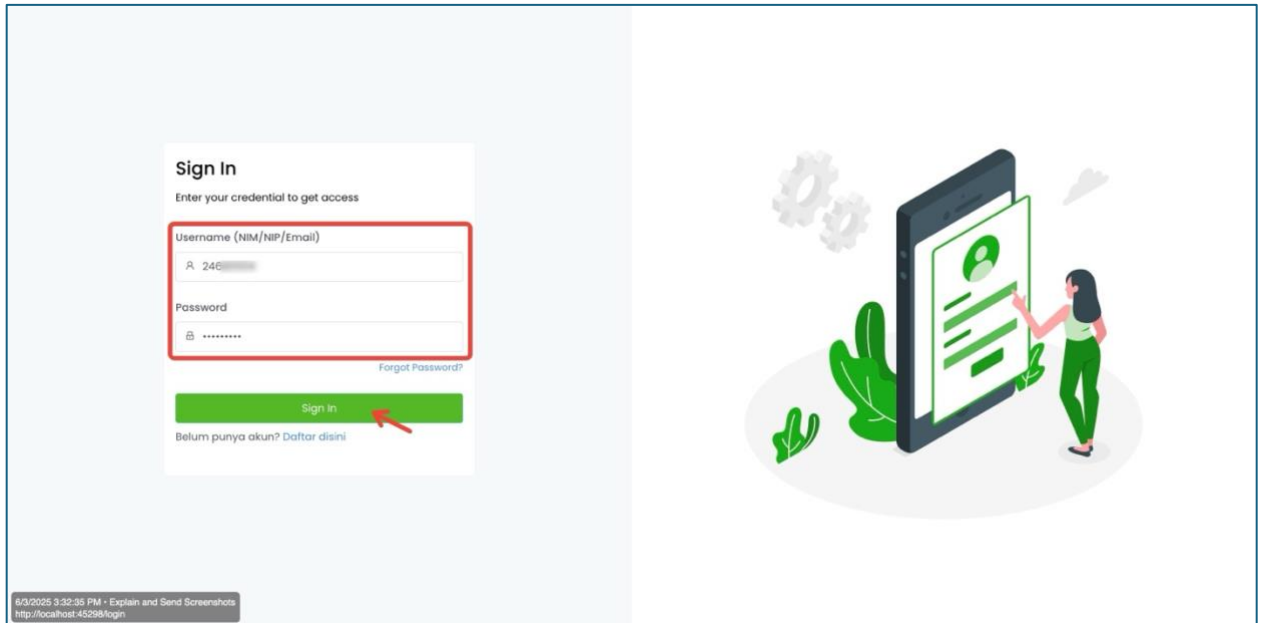 Sign In
Enter your credential to get access
Username (NIM/NIP/Email)
246
Password
Forgot Password?
Sign In
Belum punya akun? Daftar disini
6/3/2025 3:32:35 PM • Explain and Send Screenshots
http://localhost:45298/login